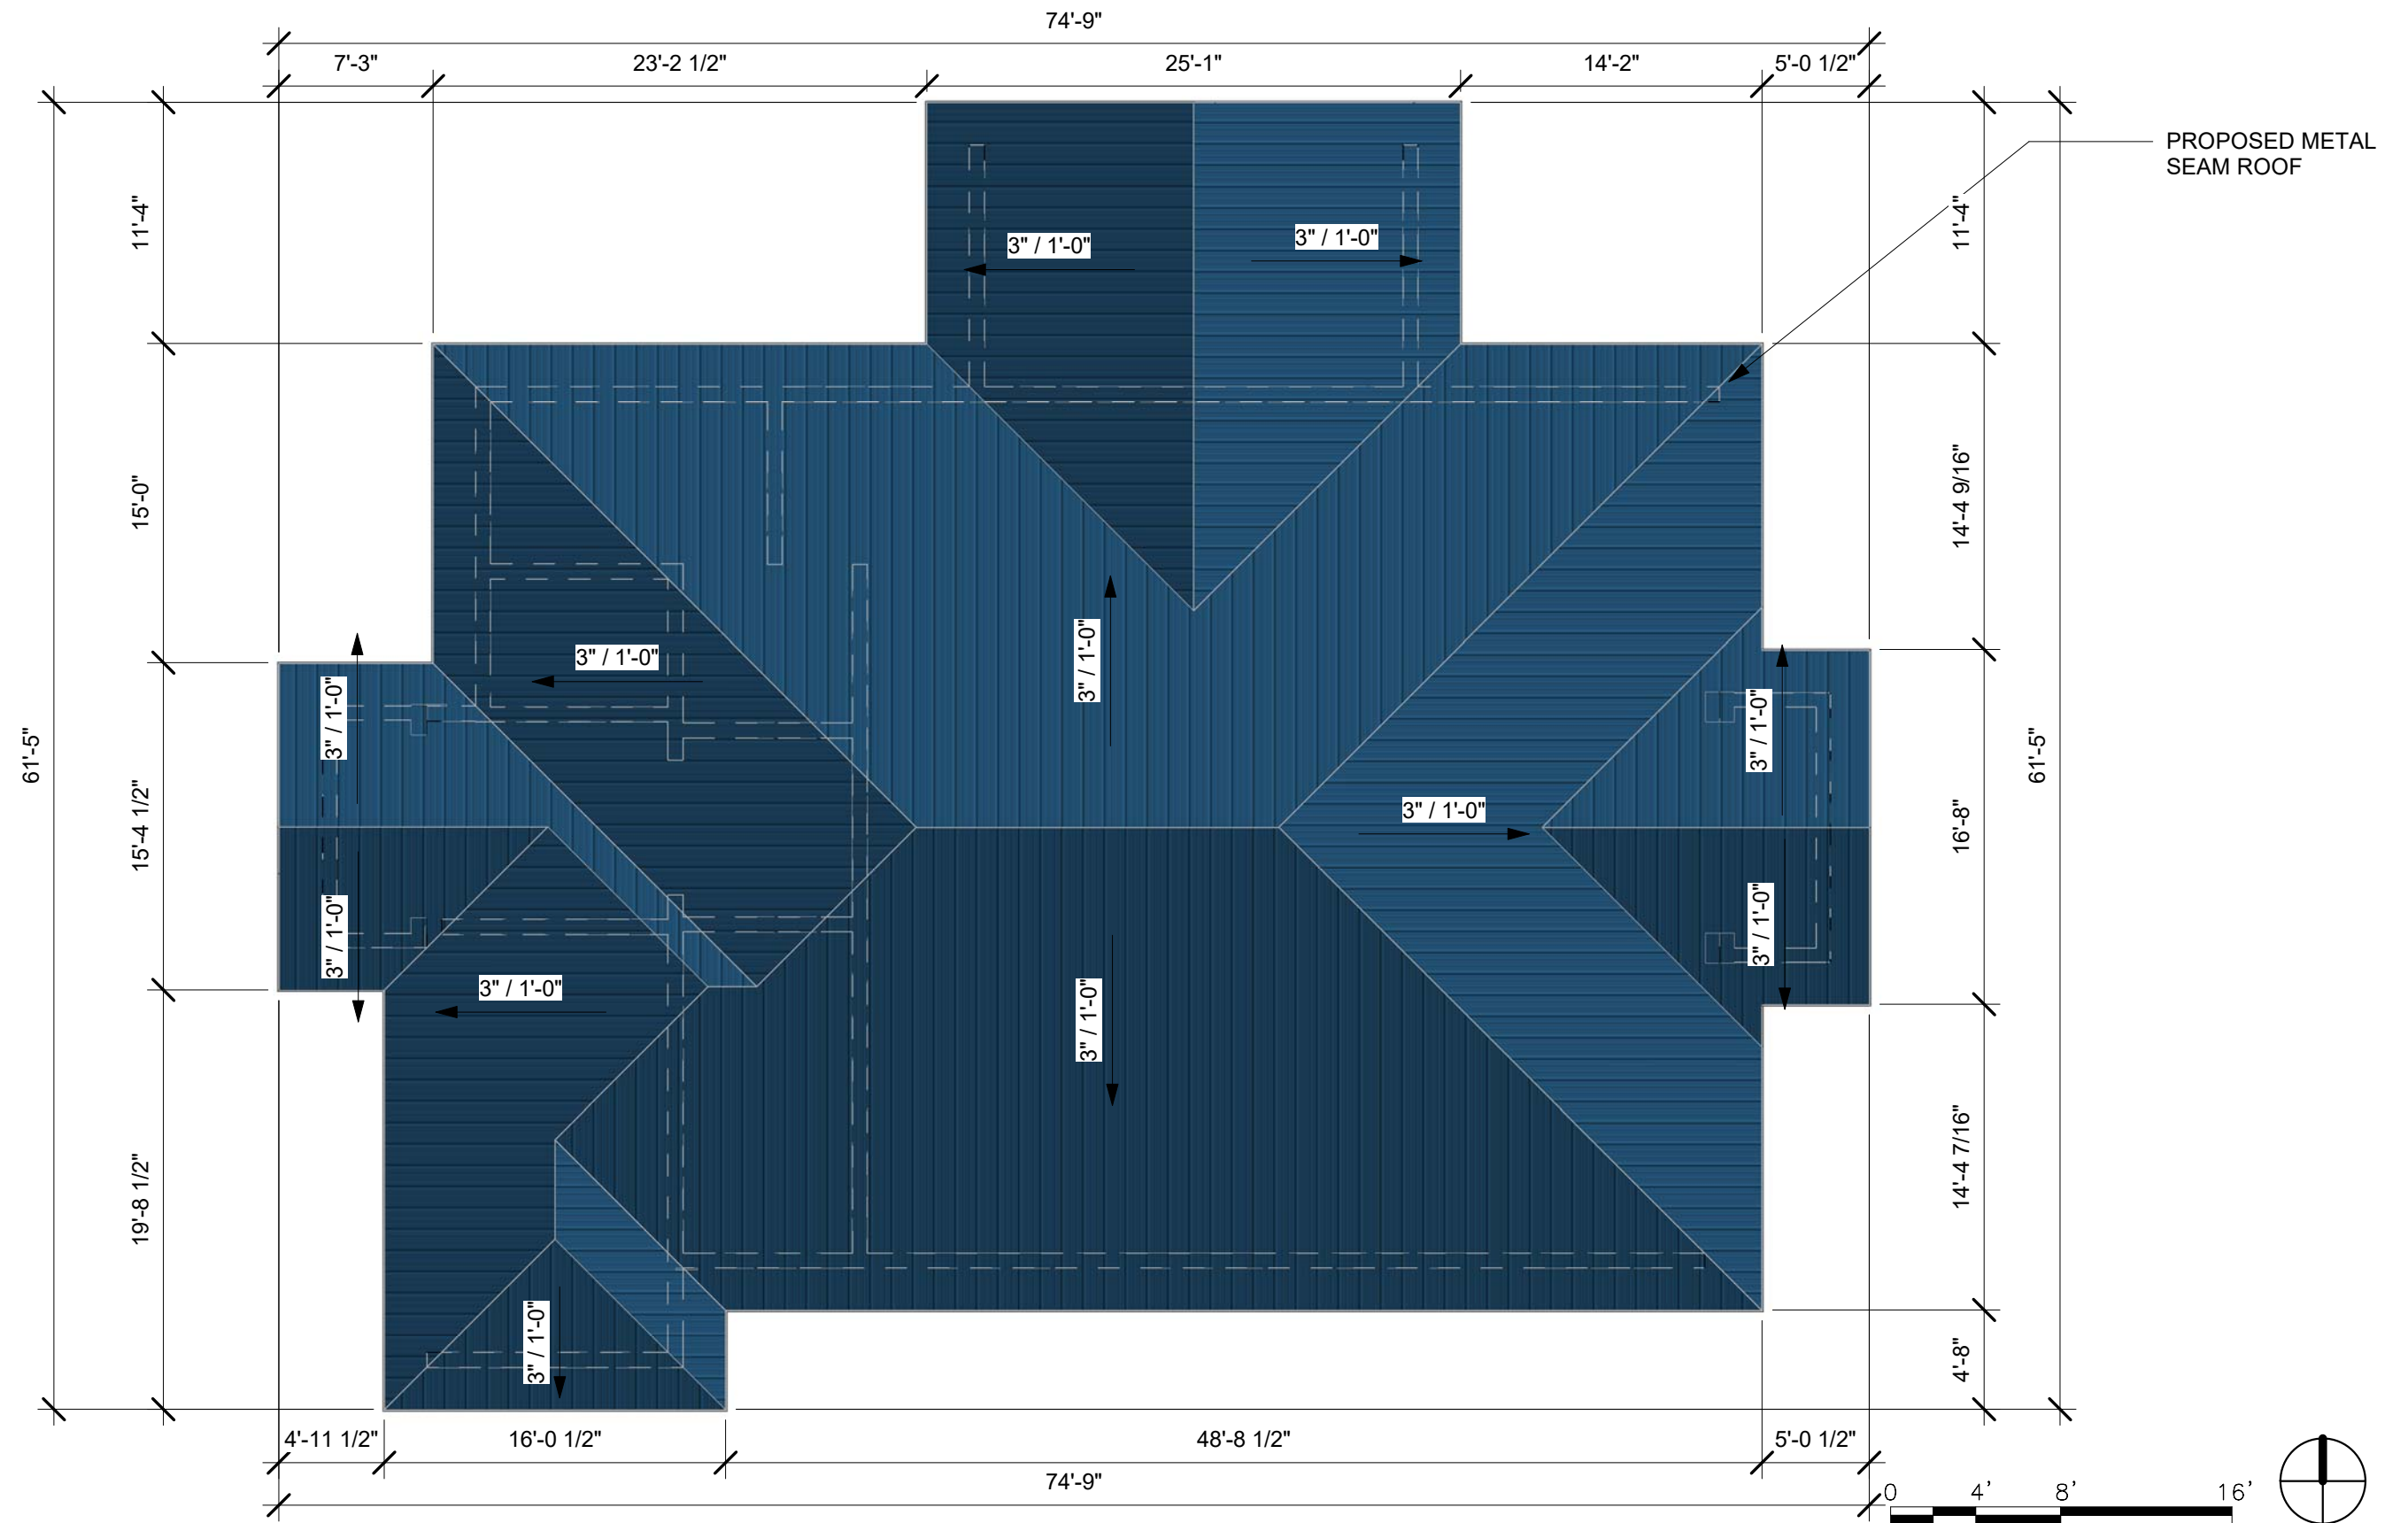 74'-9"
7'-3"
23'-2 1/2"
25'-1"
14'-2"
5'-0 1/2"
PROPOSED METAL
SEAM ROOF
11'-4"
11'-4"
3" / 1'-0"
3" / 1'-0"
15'-0"
14'-4 9/16"
3" / 1'-0"
3" / 1'-0"
3" / 1'-0"
3" / 1'-0"
61'-5"
61'-5"
3" / 1'-0"
15'-4 1/2"
16'-8"
3" / 1'-0"
3" / 1'-0"
3" / 1'-0"
3" / 1'-0"
19'-8 1/2"
14'-4 7/16"
3" / 1'-0"
4'-8"
4'-11 1/2"
16'-0 1/2"
48'-8 1/2"
5'-0 1/2"
74'-9"
0 4' 8' 16'